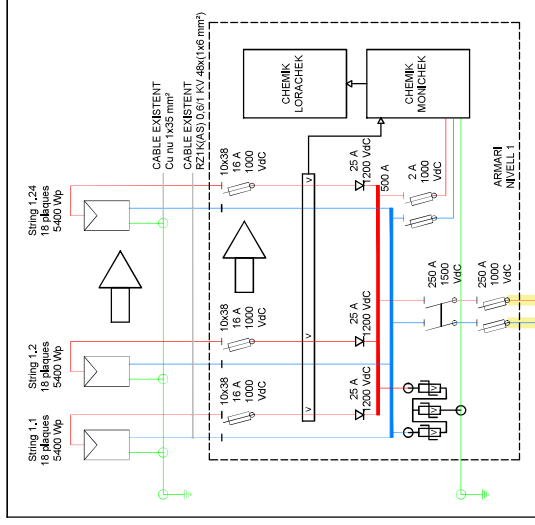 String 1.1
18 plaques
5400 Wp
String 1.2
18 plaques
5400 Wp
String 1.24
18 plaques
5400 Wp
CABLE EXISTENT
Cu nu 1x35 mm²
CABLE EXISTENT
RZ1K(AS) 0,6/1 KV 48x(1x6 mm²)
10x38
16 A
1000
VdC
10x38
16 A
1000
VdC
10x38
16 A
1000
VdC
CHEMIK
LORACHEK
CHEMIK
MONICHEK
V
V
V
25 A
1200 VdC
25 A
1200 VdC
25 A
1200 VdC
500 A
2 A
1000
VdC
250 A
1500
VdC
250 A
1000
VdC
V
V
V
ARMARI
NIVELL 1